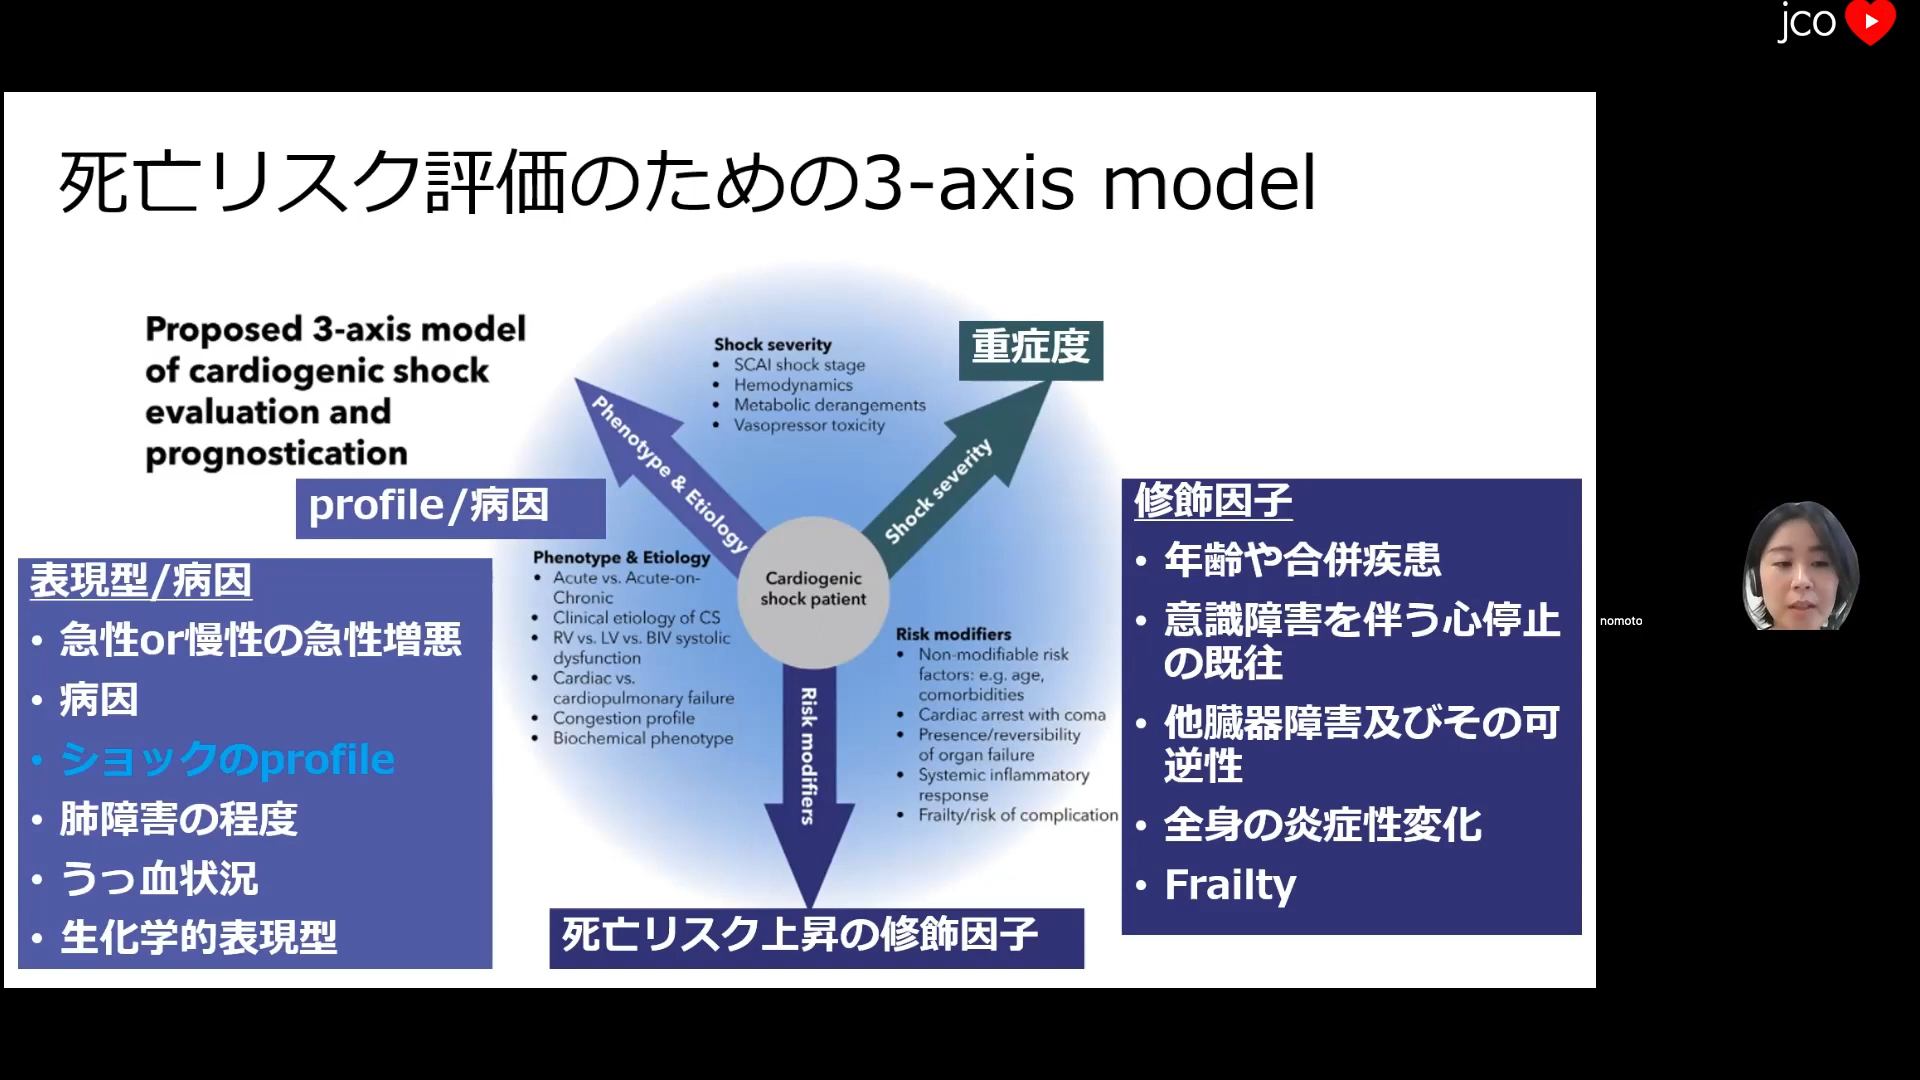 jco
死亡リスク評価のための3-axis model
Proposed 3-axis model
of cardiogenic shock
evaluation and
prognostication
Shock severity
• SCAI shock stage
• Hemodynamics
• Metabolic derangements
• Vasopressor toxicity
重症度
Phenotype & Etiology
Shock severity
profile/病因
Cardiogenic
shock patient
Risk modifiers
表現型/病因
• 急性or慢性の急性増悪
• 病因
• ショックのprofile
• 肺障害の程度
• うっ血状況
• 生化学的表現型
Phenotype & Etiology
• Acute vs. Acute-on-
Chronic
• Clinical etiology of CS
• RV vs. LV vs. BIV systolic
dysfunction
• Cardiac vs.
cardiopulmonary failure
• Congestion profile
• Biochemical phenotype
Risk modifiers
• Non-modifiable risk
factors: e.g. age,
comorbidities
• Cardiac arrest with coma
• Presence/reversibility
of organ failure
• Systemic inflammatory
response
• Frailty/risk of complication
修飾因子
• 年齢や合併疾患
• 意識障害を伴う心停止
の既往
• 他臓器障害及びその可
逆性
• 全身の炎症性変化
• Frailty
死亡リスク上昇の修飾因子
nomoto